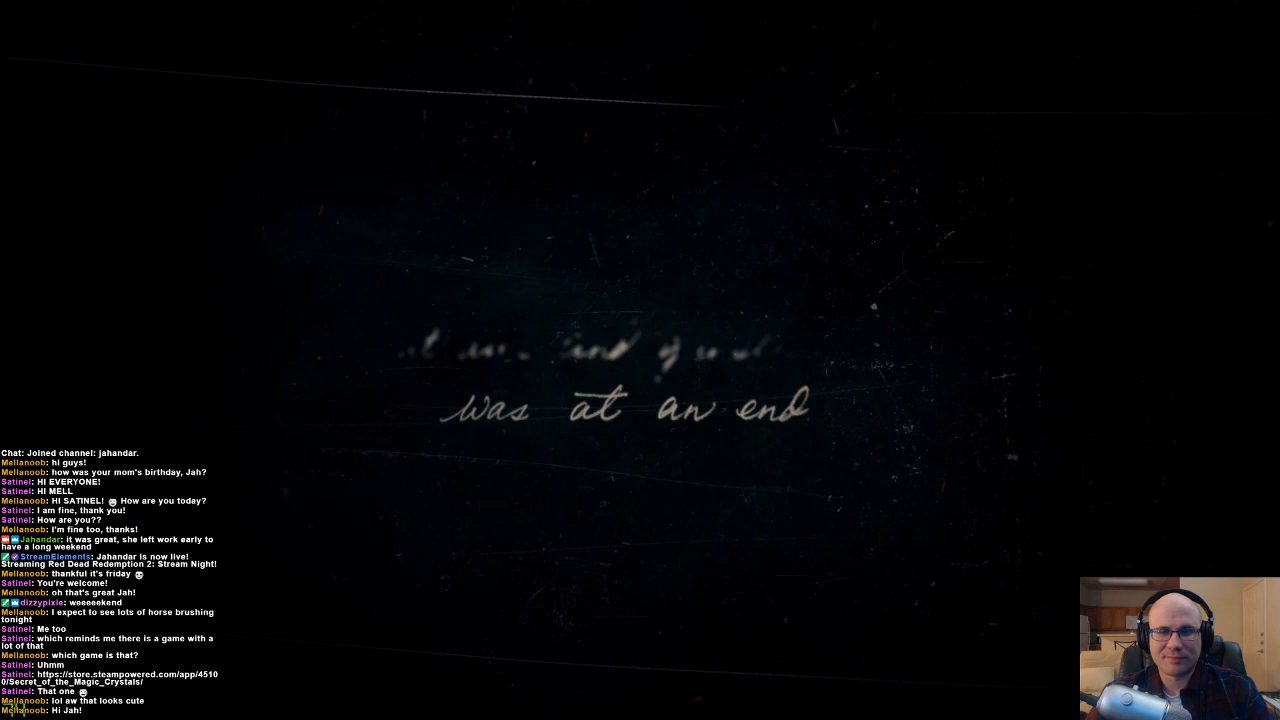 was at an end
Chat: Joined channel: jahandar.
Mellanoob: hi guys!
Mellanoob: how was your mom's birthday, Jah?
Satinel: HI EVERYONE!
Satinel: HI MELL
Mellanoob: HI SATINEL! How are you today?
Satinel: I am fine, thank you!
Satinel: How are you??
Mellanoob: I'm fine too, thanks!
Jahandar: it was great, she left work early to
have a long weekend
StreamElements: Jahandar is now live!
Streaming Red Dead Redemption 2: Stream Night!
Mellanoob: thankful it's friday
Satinel: You're welcome!
Mellanoob: oh that's great Jah!
dizzypixie: weeeeekend
Mellanoob: I expect to see lots of horse brushing
tonight
Satinel: Me too
Satinel: which reminds me there is a game with a
lot of that
Mellanoob: which game is that?
Satinel: Uhmm
Satinel: https://store.steampowered.com/app/4510
0/Secret_of_the_Magic_Crystals/
Satinel: That one
Mellanoob: lol aw that looks cute
Mellanoob: Hi Jah!